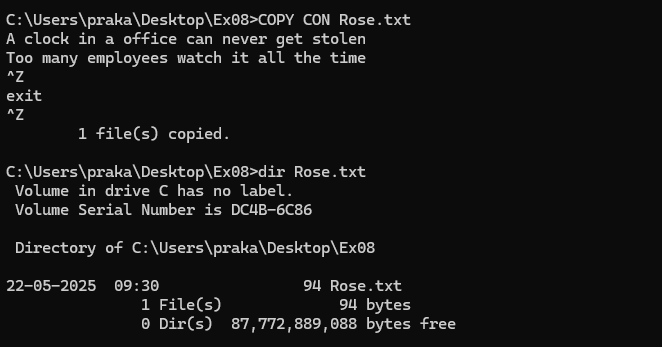 C:\Users\praka\Desktop\Ex08>COPY CON Rose.txt
A clock in a office can never get stolen
Too many employees watch it all the time
^Z
exit
^Z
        1 file(s) copied.
C:\Users\praka\Desktop\Ex08>dir Rose.txt
 Volume in drive C has no label.
 Volume Serial Number is DC4B-6C86
 Directory of C:\Users\praka\Desktop\Ex08
22-05-2025  09:30                94 Rose.txt
               1 File(s)             94 bytes
               0 Dir(s)  87,772,889,088 bytes free